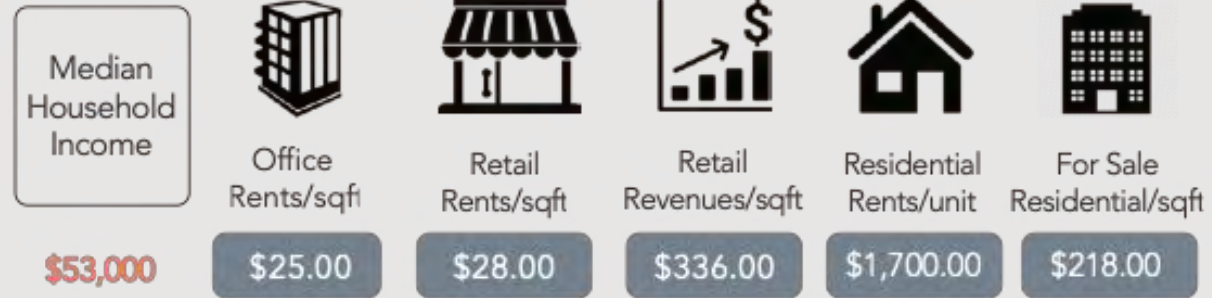 Median
Household
Income
$53,000
Office
Rents/sqft
$25.00
Retail
Rents/sqft
$28.00
$
Retail
Revenues/sqft
$336.00
Residential
Rents/unit
$1,700.00
For Sale
Residential/sqft
$218.00